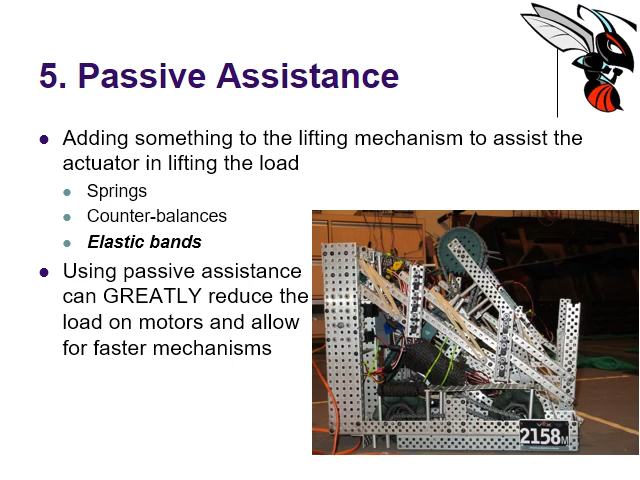 5. Passive Assistance
Adding something to the lifting mechanism to assist the
actuator in lifting the load
Springs
Counter-balances
Elastic bands
Using passive assistance
can GREATLY reduce the
load on motors and allow
for faster mechanisms
VEX
2158M